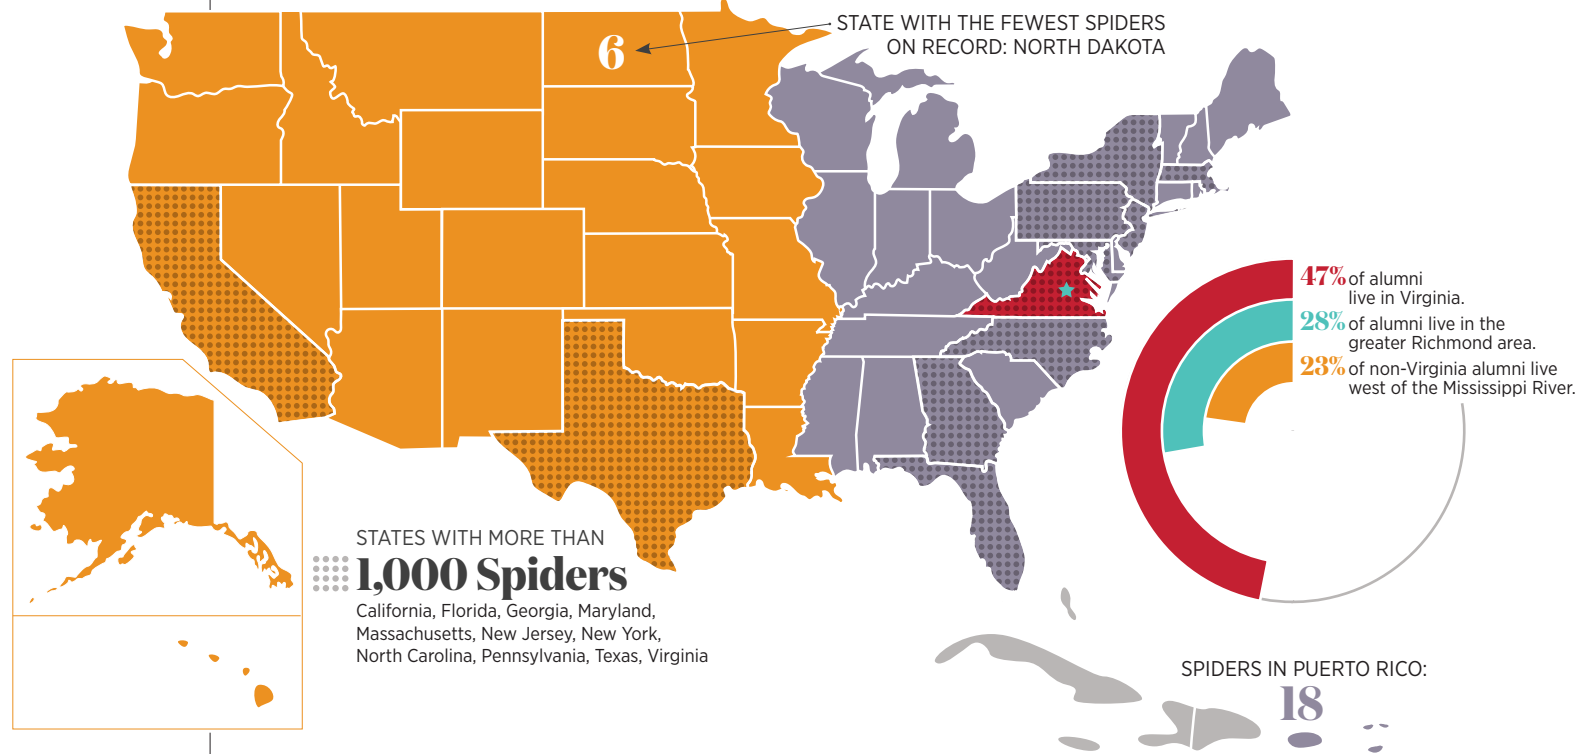 STATE WITH THE FEWEST SPIDERS
ON RECORD: NORTH DAKOTA
6
47% of alumni
live in Virginia.
28% of alumni live in the
greater Richmond area.
23% of non-Virginia alumni live
west of the Mississippi River.
STATES WITH MORE THAN
1,000 Spiders
California, Florida, Georgia, Maryland,
Massachusetts, New Jersey, New York,
North Carolina, Pennsylvania, Texas, Virginia
SPIDERS IN PUERTO RICO:
18